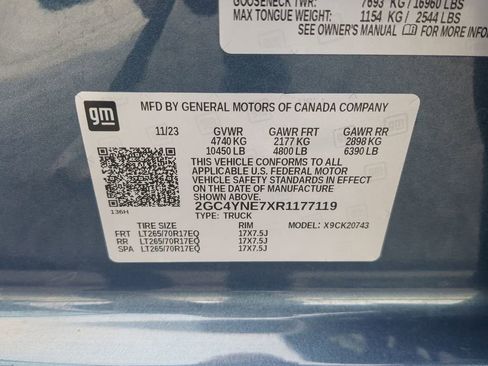 GOOSENECK TWR: 7693 KG / 16960 LBS
MAX TONGUE WEIGHT: 1154 KG / 2544 LBS
SEE OWNER'S MANUAL FOR MORE INFO
gm
MFD BY GENERAL MOTORS OF CANADA COMPANY
11/23 GVWR GAWR FRT GAWR RR
4740 KG 2177 KG 2898 KG
10450 LB 4800 LB 6390 LB
THIS VEHICLE CONFORMS TO ALL
APPLICABLE U.S. FEDERAL MOTOR
VEHICLE SAFETY STANDARDS IN
EFFECT ON THE DATE OF
MANUFACTURE SHOWN ABOVE.
2GC4YNE7XR1177119
TYPE: TRUCK
136H
TIRE SIZE RIM MODEL: X9CK20743
FRT LT265/70R17EQ 17X7.5J
RR LT265/70R17EQ 17X7.5J
SPA LT265/70R17EQ 17X7.5J